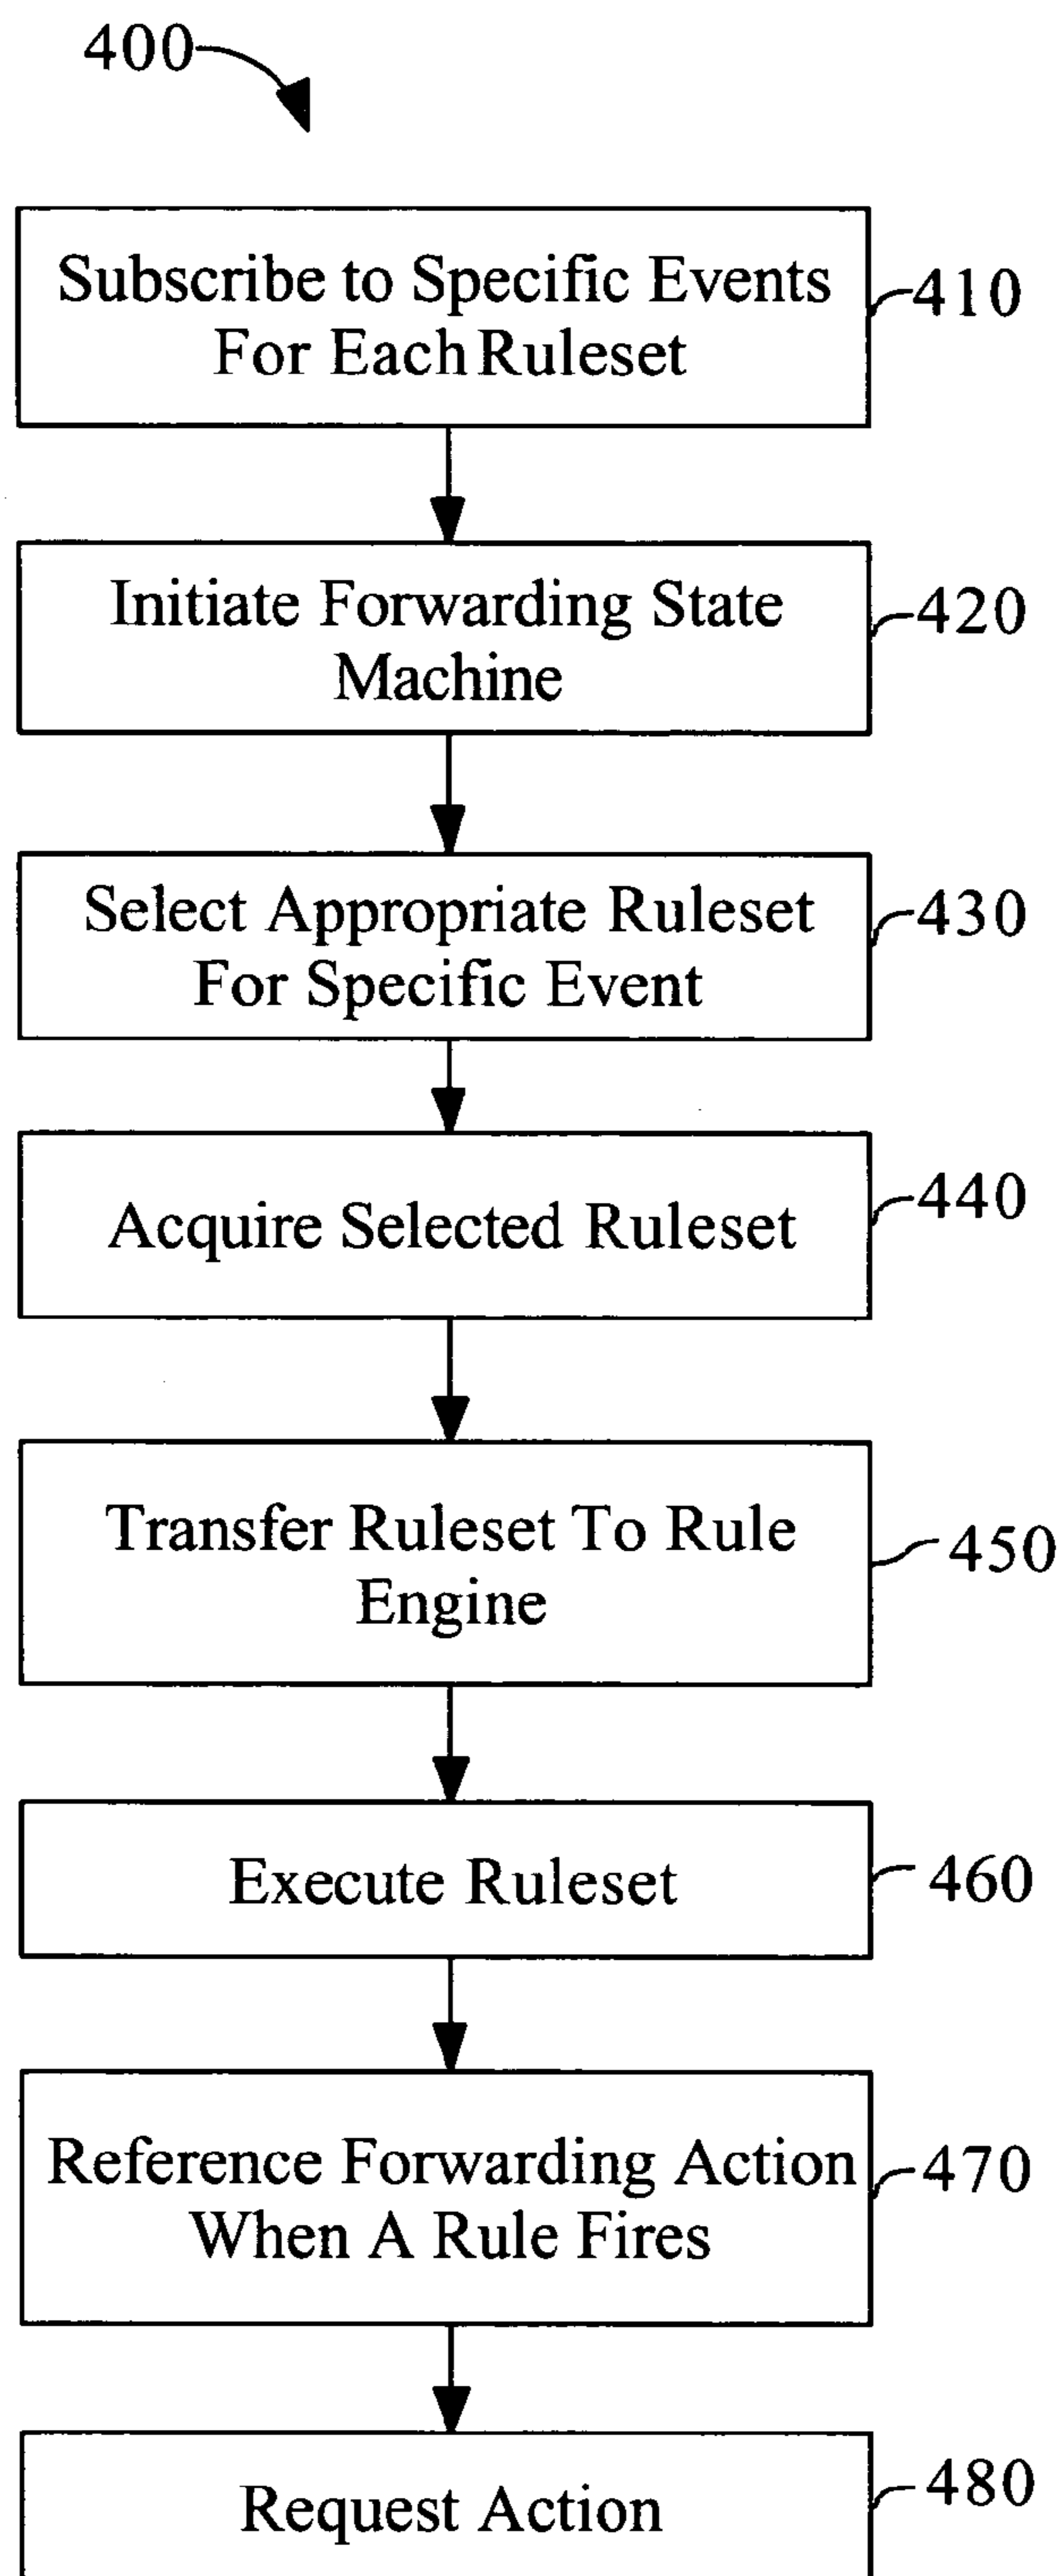 400
Subscribe to Specific Events
For Each Ruleset
410
Initiate Forwarding State
Machine
420
Select Appropriate Ruleset
For Specific Event
430
Acquire Selected Ruleset
440
Transfer Ruleset To Rule
Engine
450
Execute Ruleset
460
Reference Forwarding Action
When A Rule Fires
470
Request Action
480